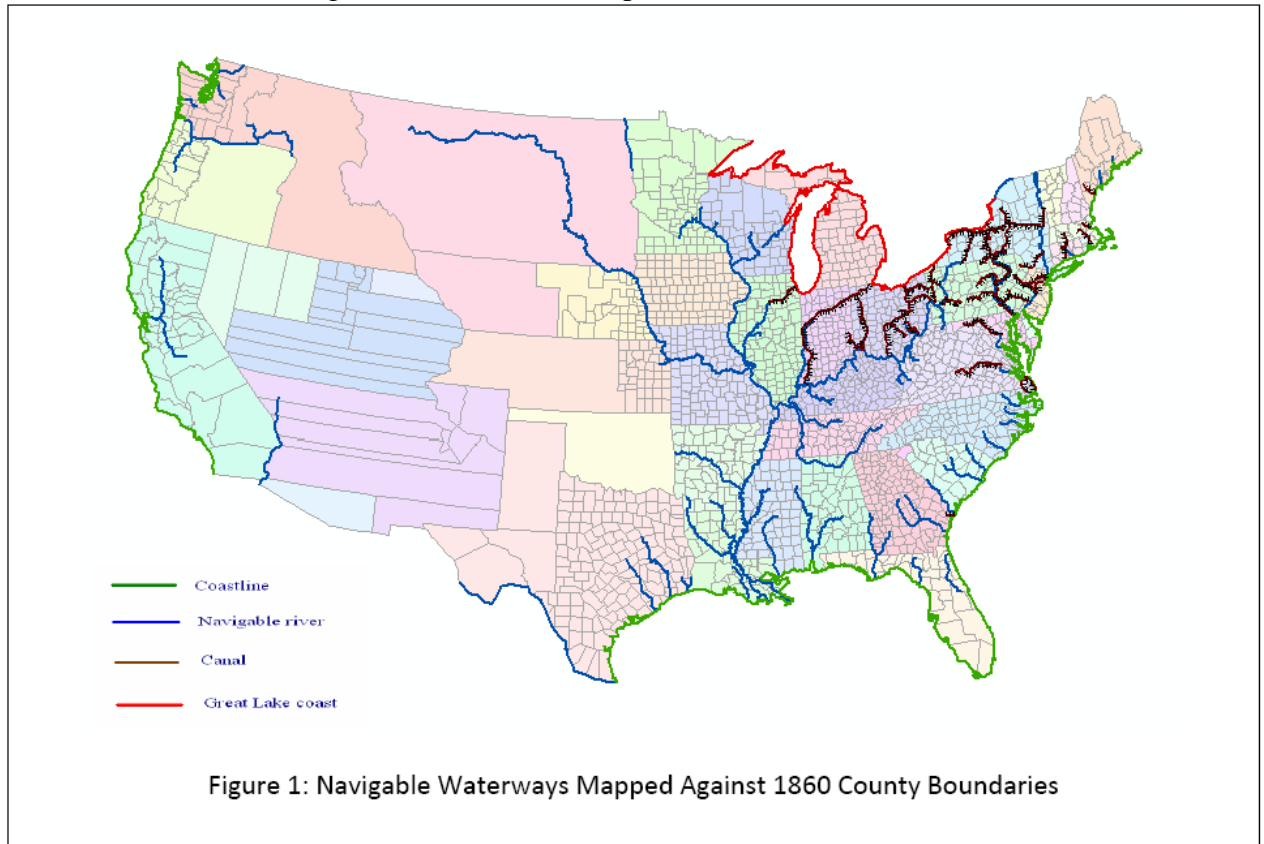 Coastline
Navigable river
Canal
Great Lake coast
Figure 1: Navigable Waterways Mapped Against 1860 County Boundaries